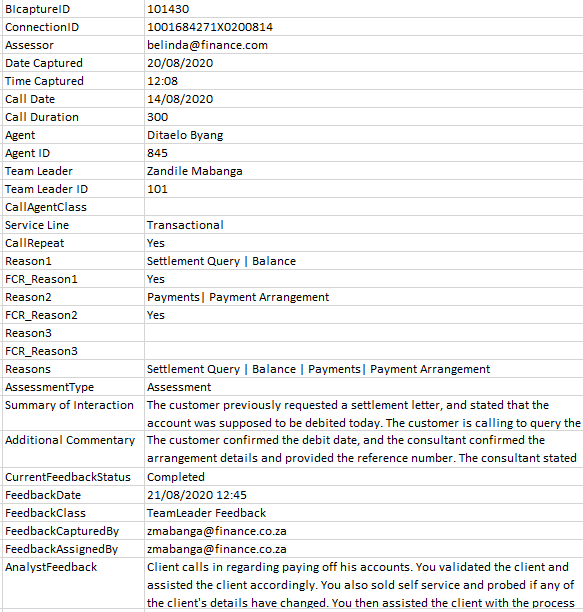 BIcaptureID 101430
ConnectionID 1001684271X0200814
Assessor belinda@finance.com
Date Captured 20/08/2020
Time Captured 12:08
Call Date 14/08/2020
Call Duration 300
Agent Ditaelo Byang
Agent ID 845
Team Leader Zandile Mabanga
Team Leader ID 101
CallAgentClass
Service Line Transactional
CallRepeat Yes
Reason1 Settlement Query | Balance
FCR_Reason1 Yes
Reason2 Payments| Payment Arrangement
FCR_Reason2 Yes
Reason3
FCR_Reason3
Reasons Settlement Query | Balance | Payments| Payment Arrangement
AssessmentType Assessment
Summary of Interaction The customer previously requested a settlement letter, and stated that the
account was supposed to be debited today. The customer is calling to query the
Additional Commentary The customer confirmed the debit date, and the consultant confirmed the
arrangement details and provided the reference number. The consultant stated
CurrentFeedbackStatus Completed
FeedbackDate 21/08/2020 12:45
FeedbackClass TeamLeader Feedback
FeedbackCapturedBy zmabanga@finance.co.za
FeedbackAssignedBy zmabanga@finance.co.za
AnalystFeedback Client calls in regarding paying off his accounts. You validated the client and
assisted the client accordingly. You also sold self service and probed if any of
the client's details have changed. You then assisted the client with the process